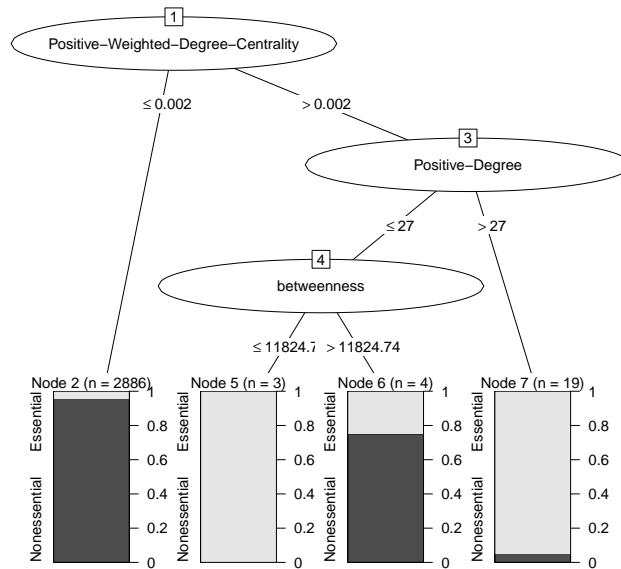 1
Positive−Weighted−Degree−Centrality
≤ 0.002
> 0.002
3
Positive−Degree
≤ 27
> 27
4
betweenness
≤ 11824.7
> 11824.74
Node 2 (n = 2886)
Nonessential
Essential
0
0.2
0.4
0.6
0.8
1
Node 5 (n = 3)
Nonessential
Essential
0
0.2
0.4
0.6
0.8
1
Node 6 (n = 4)
Nonessential
Essential
0
0.2
0.4
0.6
0.8
1
Node 7 (n = 19)
Nonessential
Essential
0
0.2
0.4
0.6
0.8
1